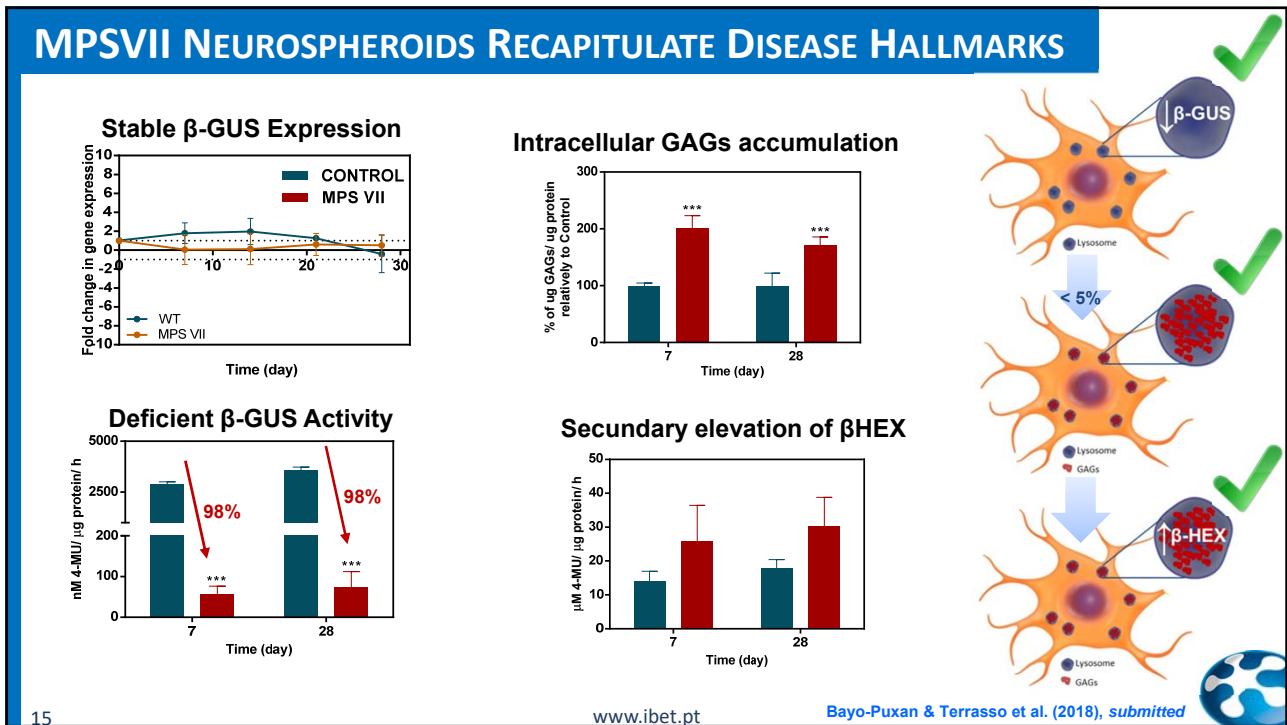 MPSVII NEUROSPHEROIDS RECAPITULATE DISEASE HALLMARKS
Stable β-GUS Expression
Fold change in gene expression
10
8
6
4
2
0
-2
-4
-6
-8
-10
0
10
20
30
CONTROL
MPS VII
WT
MPS VII
Time (day)
Intracellular GAGs accumulation
% of ug GAGs/ ug protein
relatively to Control
300
200
100
0
***
***
7
28
Time (day)
Deficient β-GUS Activity
nM 4-MU/ µg protein/ h
5000
2500
200
100
0
98%
98%
***
***
7
28
Time (day)
Secundary elevation of βHEX
µM 4-MU/ µg protein/ h
50
40
30
20
10
0
7
28
Time (day)
↓β-GUS
Lysosome
< 5%
Lysosome
GAGs
↑β-HEX
Lysosome
GAGs
15
www.ibet.pt
Bayo-Puxan & Terrasso et al. (2018), submitted